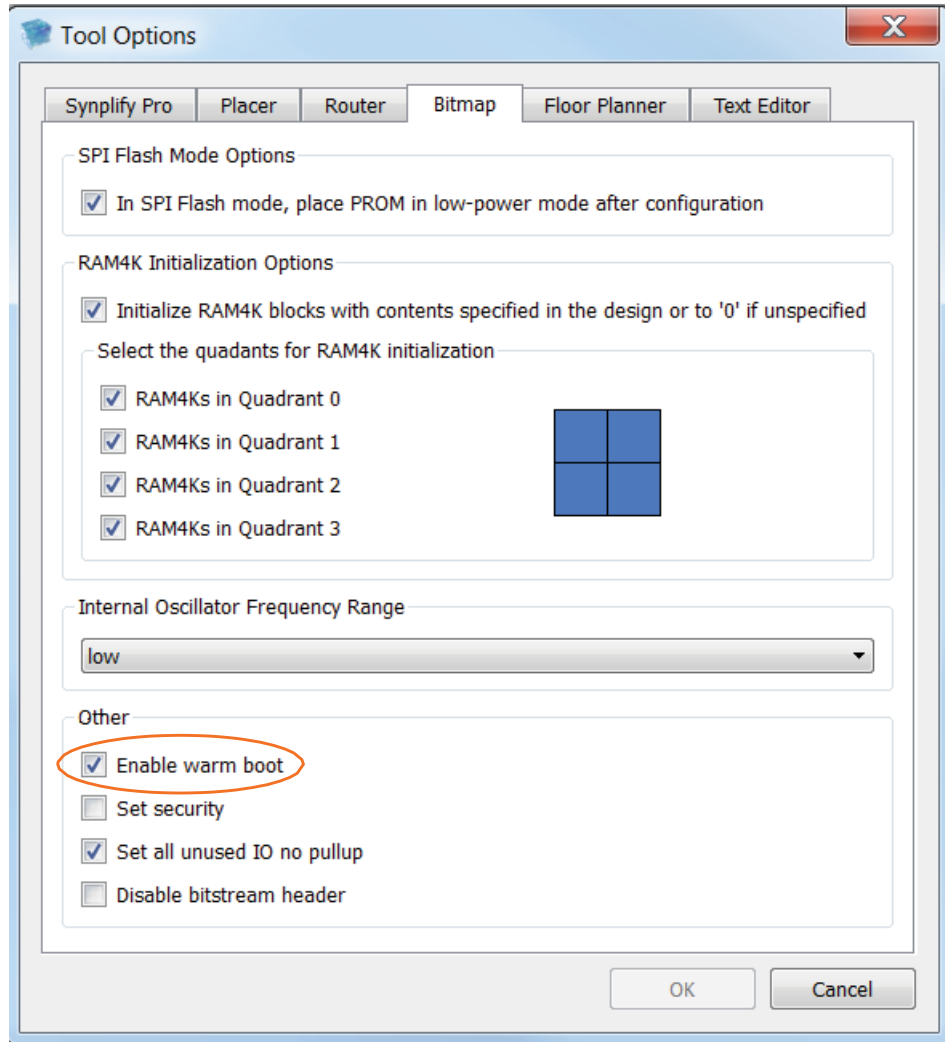 Tool Options
Synplify Pro Placer Router Bitmap Floor Planner Text Editor
SPI Flash Mode Options
In SPI Flash mode, place PROM in low-power mode after configuration
RAM4K Initialization Options
Initialize RAM4K blocks with contents specified in the design or to '0' if unspecified
Select the quadants for RAM4K initialization
RAM4Ks in Quadrant 0
RAM4Ks in Quadrant 1
RAM4Ks in Quadrant 2
RAM4Ks in Quadrant 3
Internal Oscillator Frequency Range
low
Other
Enable warm boot
Set security
Set all unused IO no pullup
Disable bitstream header
OK Cancel